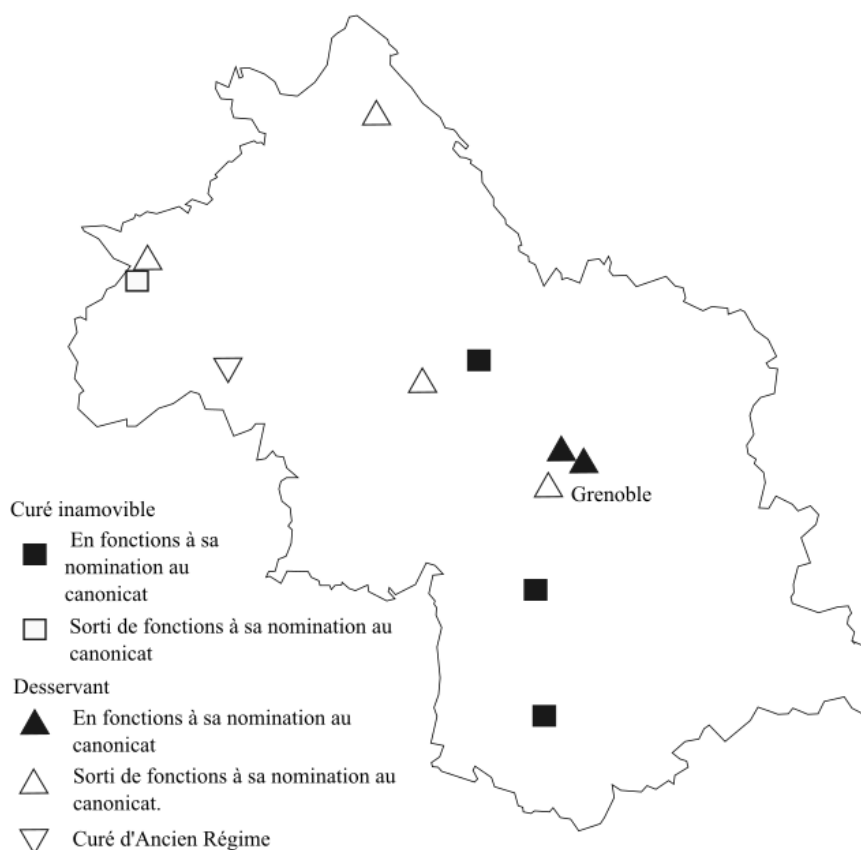 Grenoble
Curé inamovible
En fonctions à sa
nomination au
canonicat
Sorti de fonctions à sa nomination au
canonicat
Desservant
En fonctions à sa nomination au
canonicat
Sorti de fonctions à sa nomination au
canonicat.
Curé d'Ancien Régime